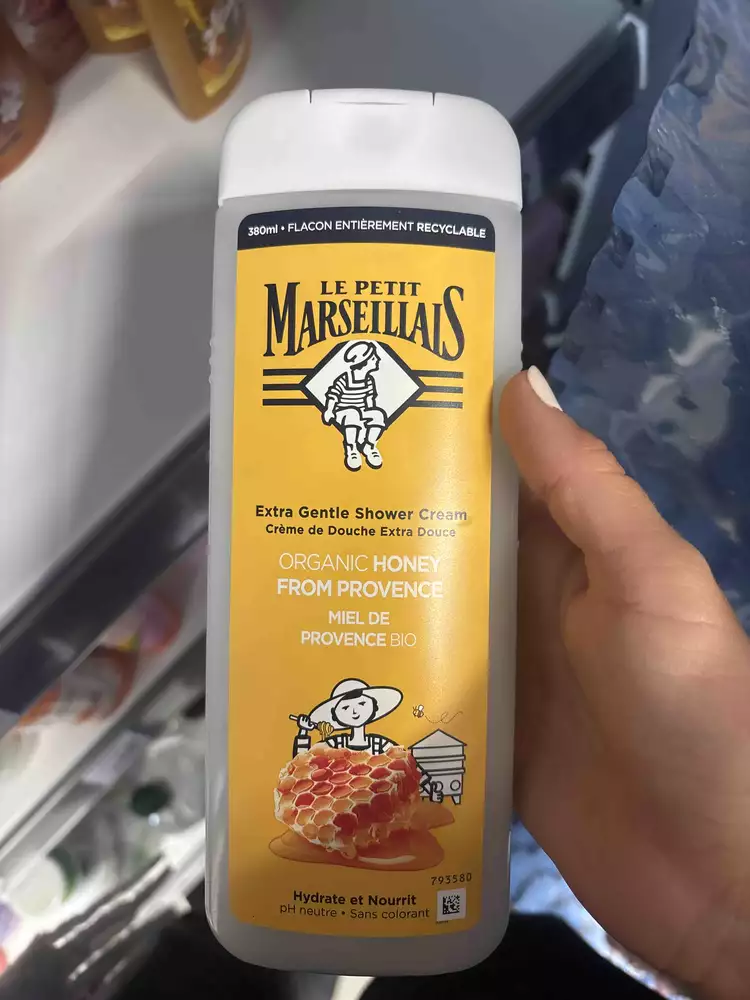 380ml • FLACON ENTIÈREMENT RECYCLABLE
LE PETIT
MARSEILLAIS
Extra Gentle Shower Cream
Crème de Douche Extra Douce
ORGANIC HONEY
FROM PROVENCE
MIEL DE
PROVENCE BIO
793580
Hydrate et Nourrit
pH neutre • Sans colorant